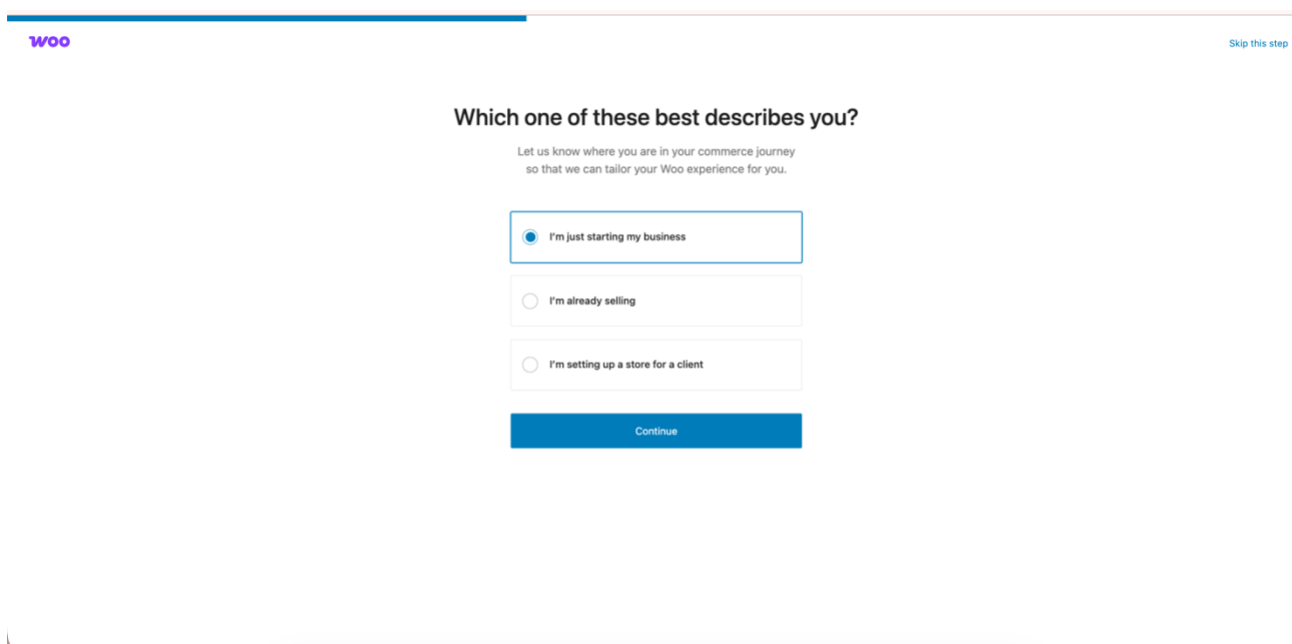 Woo
Skip this step
Which one of these best describes you?
Let us know where you are in your commerce journey
so that we can tailor your Woo experience for you.
I'm just starting my business
I'm already selling
I'm setting up a store for a client
Continue